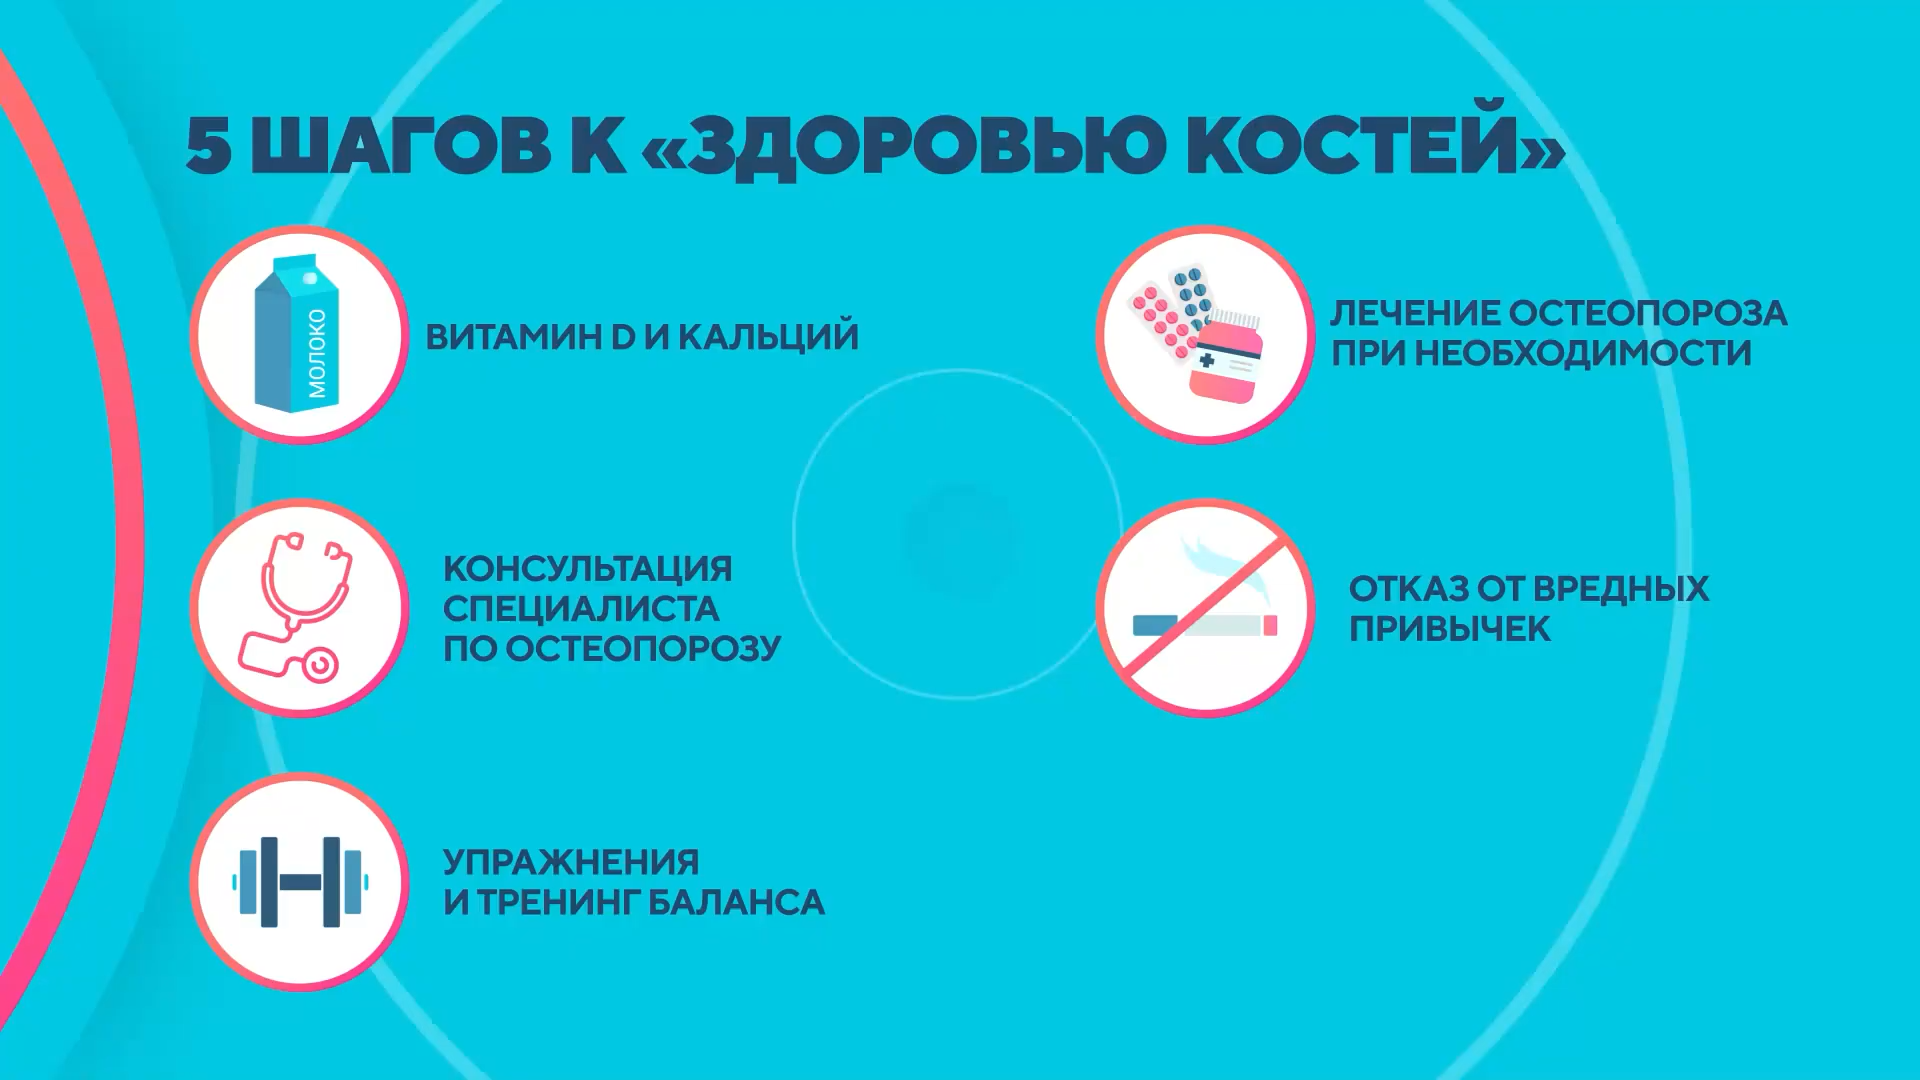 5 ШАГОВ К «ЗДОРОВЬЮ КОСТЕЙ»
МОЛОКО
ВИТАМИН D И КАЛЬЦИЙ
КОНСУЛЬТАЦИЯ
СПЕЦИАЛИСТА
ПО ОСТЕОПОРОЗУ
УПРАЖНЕНИЯ
И ТРЕНИНГ БАЛАНСА
ЛЕЧЕНИЕ ОСТЕОПОРОЗА
ПРИ НЕОБХОДИМОСТИ
ОТКАЗ ОТ ВРЕДНЫХ
ПРИВЫЧЕК